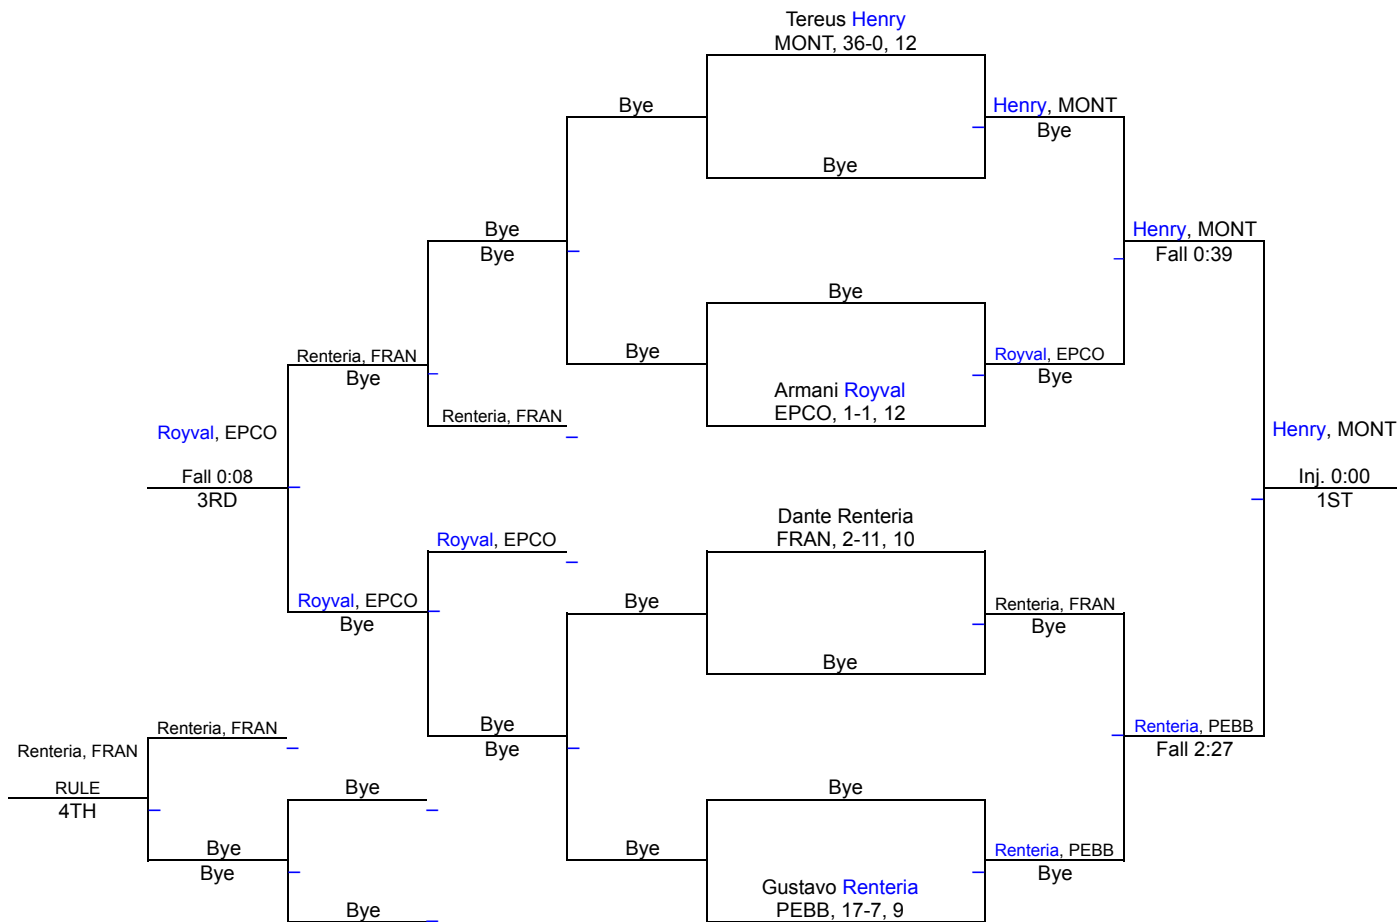 Tereus Henry
MONT, 36-0, 12
Bye
Henry, MONT
Bye
Bye
Bye
Bye
Henry, MONT
Fall 0:39
Bye
Bye
Royval, EPCO
Bye
Renteria, FRAN
Bye
Armani Royval
EPCO, 1-1, 12
Renteria, FRAN
Royval, EPCO
Fall 0:08
3RD
Henry, MONT
Inj. 0:00
1ST
Dante Renteria
FRAN, 2-11, 10
Royval, EPCO
Royval, EPCO
Bye
Bye
Renteria, FRAN
Bye
Bye
Renteria, FRAN
Renteria, FRAN
RULE
4TH
Bye
Bye
Renteria, PEBB
Fall 2:27
Bye
Bye
Bye
Bye
Bye
Renteria, PEBB
Bye
Gustavo Renteria
PEBB, 17-7, 9
Bye